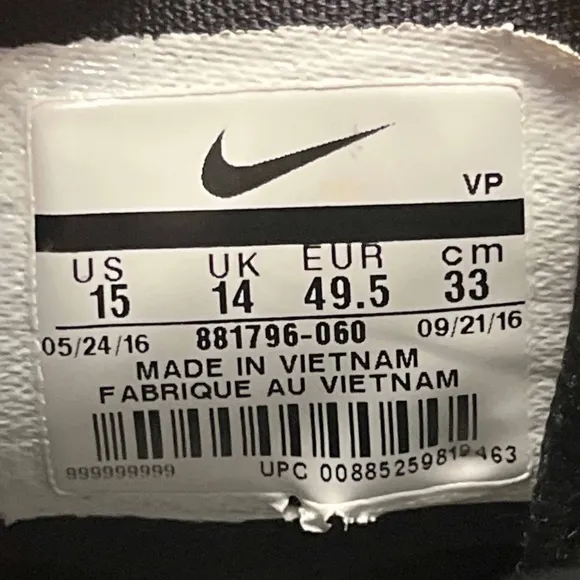 VP
US UK EUR cm
15 14 49.5 33
05/24/16 881796-060 09/21/16
MADE IN VIETNAM
FABRIQUE AU VIETNAM
999999999 UPC